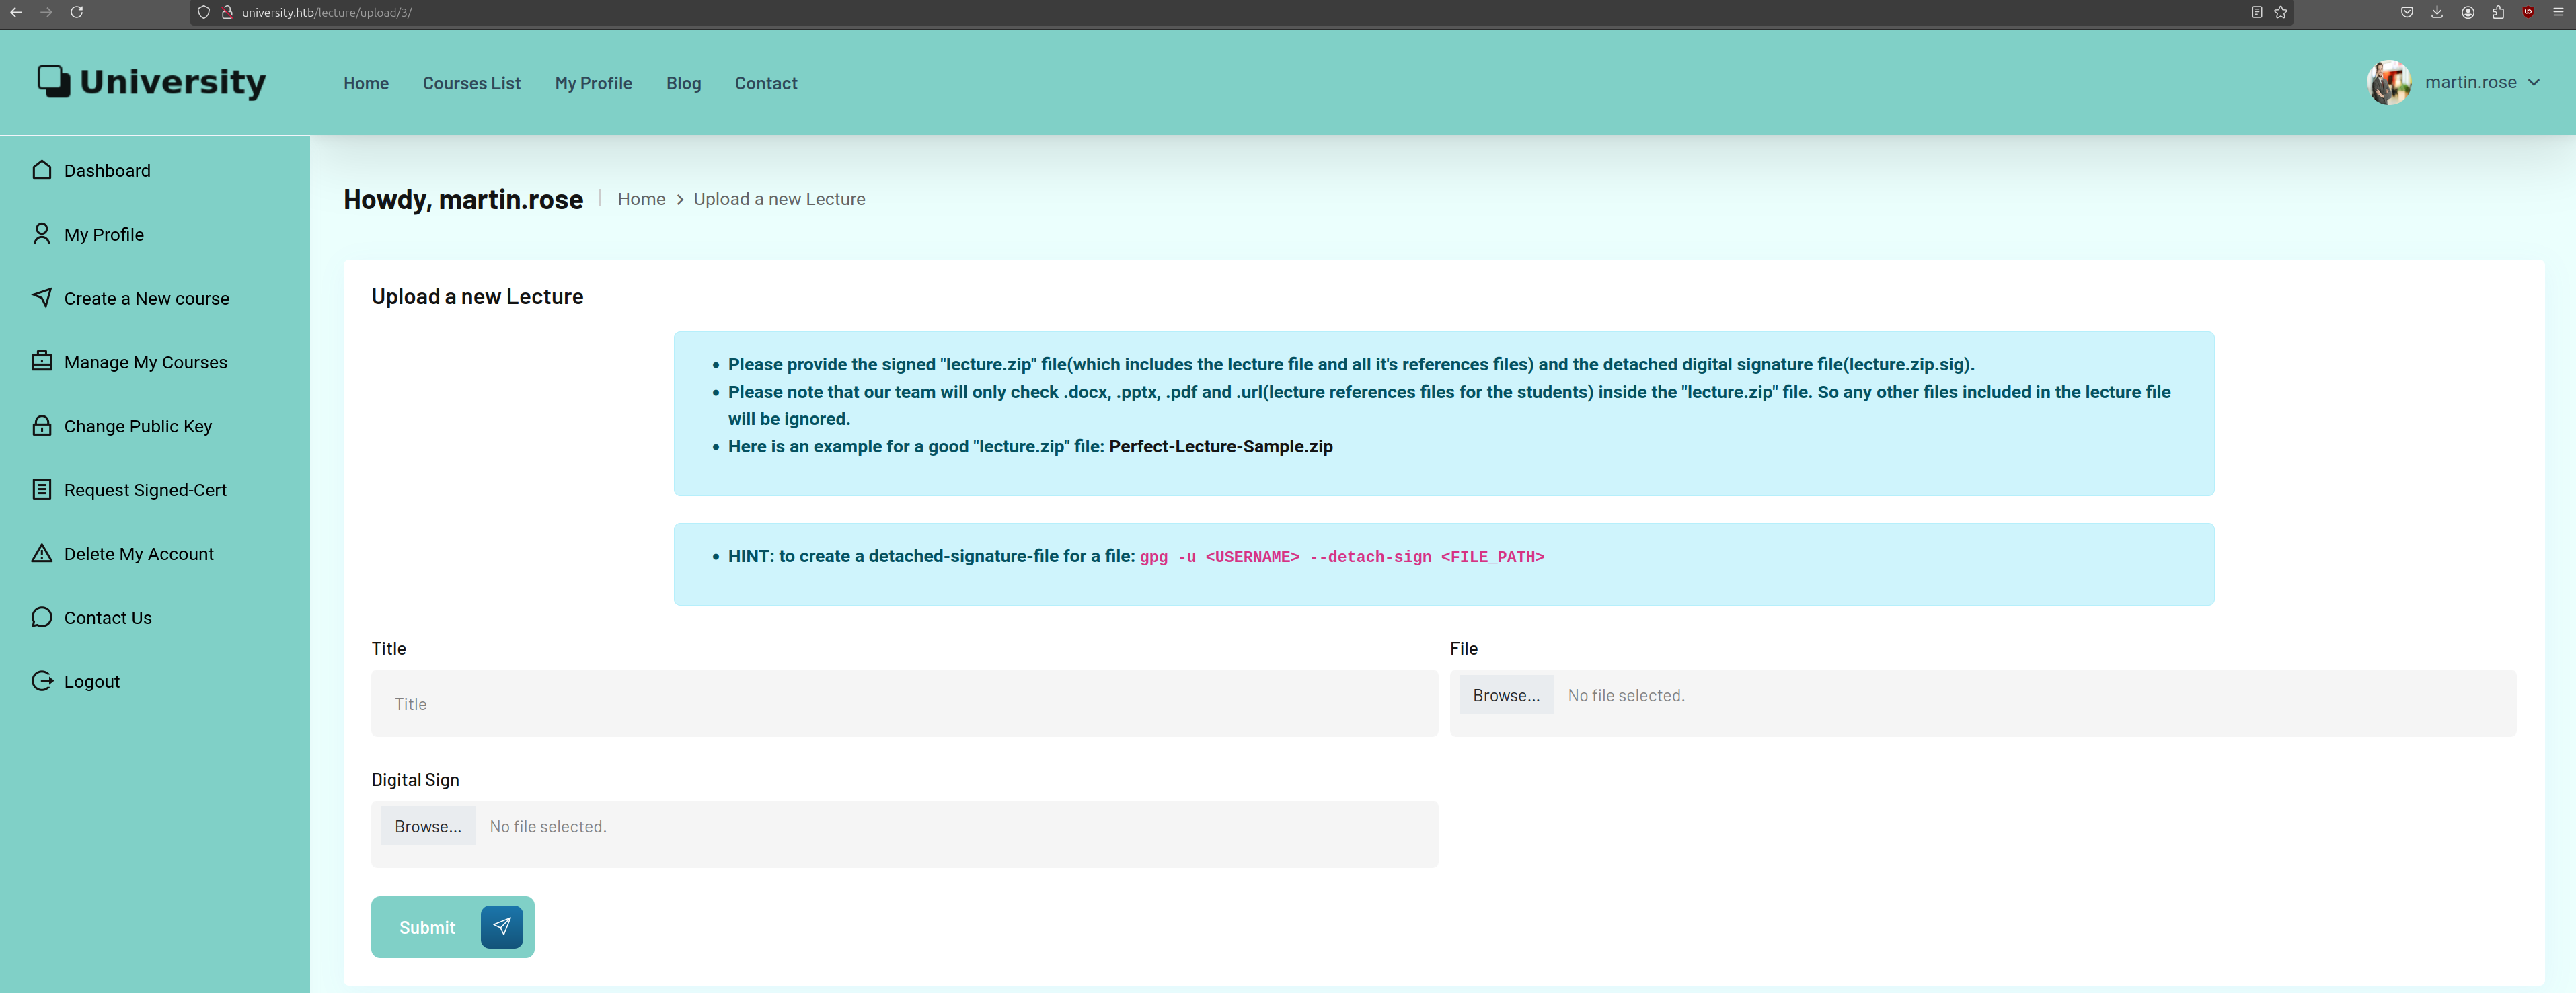 university.htb/lecture/upload/3/
University
Home
Courses List
My Profile
Blog
Contact
martin.rose
Dashboard
My Profile
Create a New course
Manage My Courses
Change Public Key
Request Signed-Cert
Delete My Account
Contact Us
Logout
Howdy, martin.rose
Home > Upload a new Lecture
Upload a new Lecture
• Please provide the signed "lecture.zip" file(which includes the lecture file and all it's references files) and the detached digital signature file(lecture.zip.sig).
• Please note that our team will only check .docx, .pptx, .pdf and .url(lecture references files for the students) inside the "lecture.zip" file. So any other files included in the lecture file
will be ignored.
• Here is an example for a good "lecture.zip" file: Perfect-Lecture-Sample.zip
• HINT: to create a detached-signature-file for a file: gpg -u <USERNAME> --detach-sign <FILE_PATH>
Title
Title
File
Browse... No file selected.
Digital Sign
Browse... No file selected.
Submit